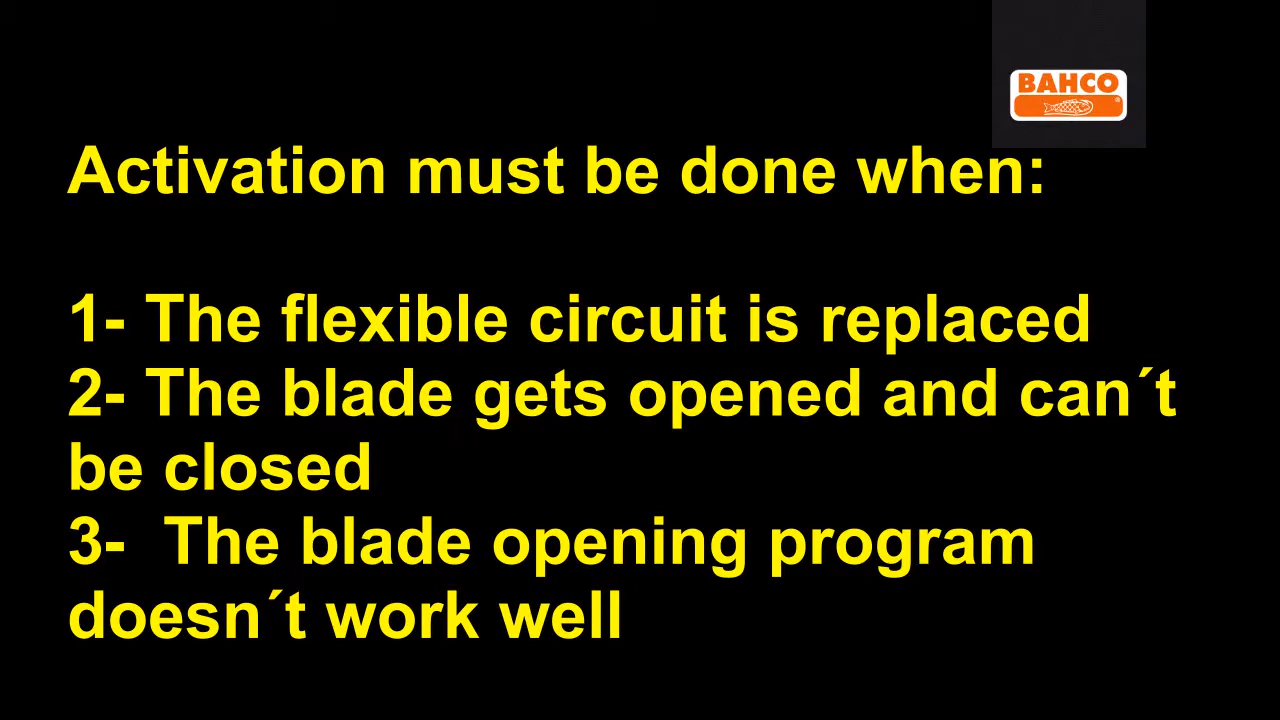 BAHCO
Activation must be done when:
1- The flexible circuit is replaced
2- The blade gets opened and can´t
be closed
3-  The blade opening program
doesn´t work well